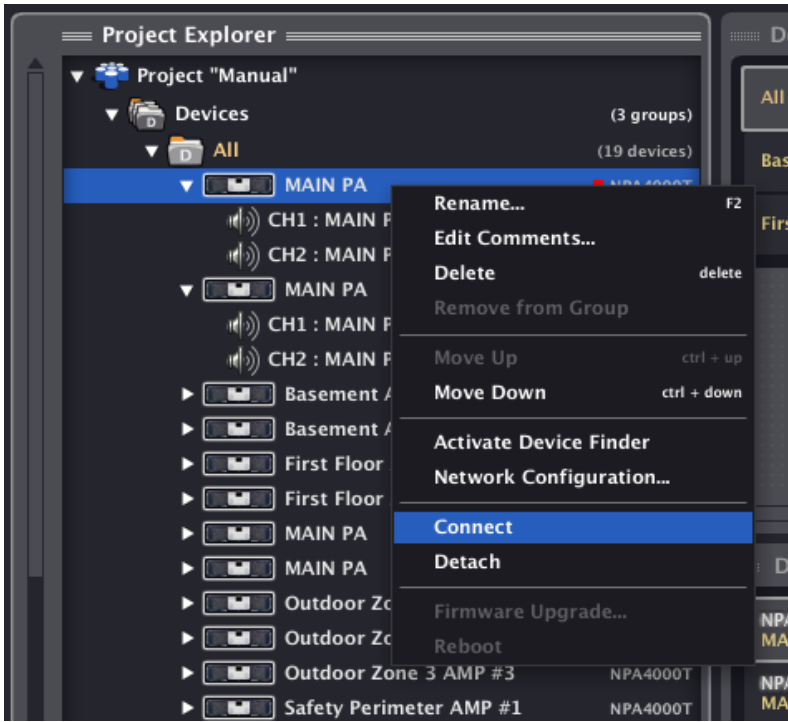 Project Explorer
Project "Manual"
Devices (3 groups)
All (19 devices)
MAIN PA NPA4000T
CH1 : MAIN P
CH2 : MAIN P
MAIN PA
CH1 : MAIN P
CH2 : MAIN P
Basement A
Basement A
First Floor
First Floor
MAIN PA
MAIN PA
Outdoor Zo
Outdoor Zo
Outdoor Zone 3 AMP #3 NPA4000T
Safety Perimeter AMP #1 NPA4000T
Rename... F2
Edit Comments...
Delete delete
Remove from Group
Move Up ctrl + up
Move Down ctrl + down
Activate Device Finder
Network Configuration...
Connect
Detach
Firmware Upgrade...
Reboot
D
All
Bas
Firs
D
NPA
MA
NPA
MA